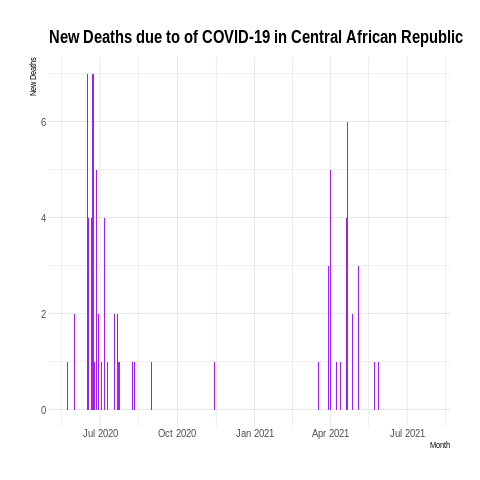 New Deaths due to of COVID-19 in Central African Republic
New Deaths
6
4
2
0
Jul 2020 Oct 2020 Jan 2021 Apr 2021 Jul 2021
Month